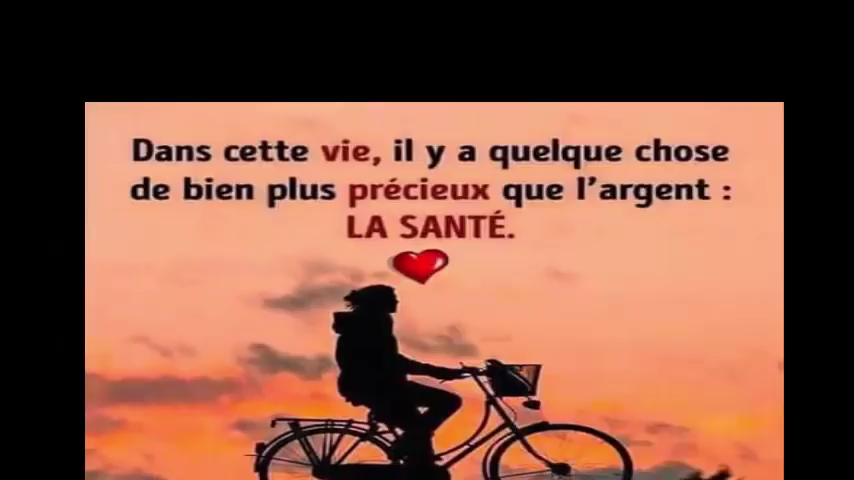 Dans cette vie, il y a quelque chose
de bien plus précieux que l’argent :
LA SANTÉ.